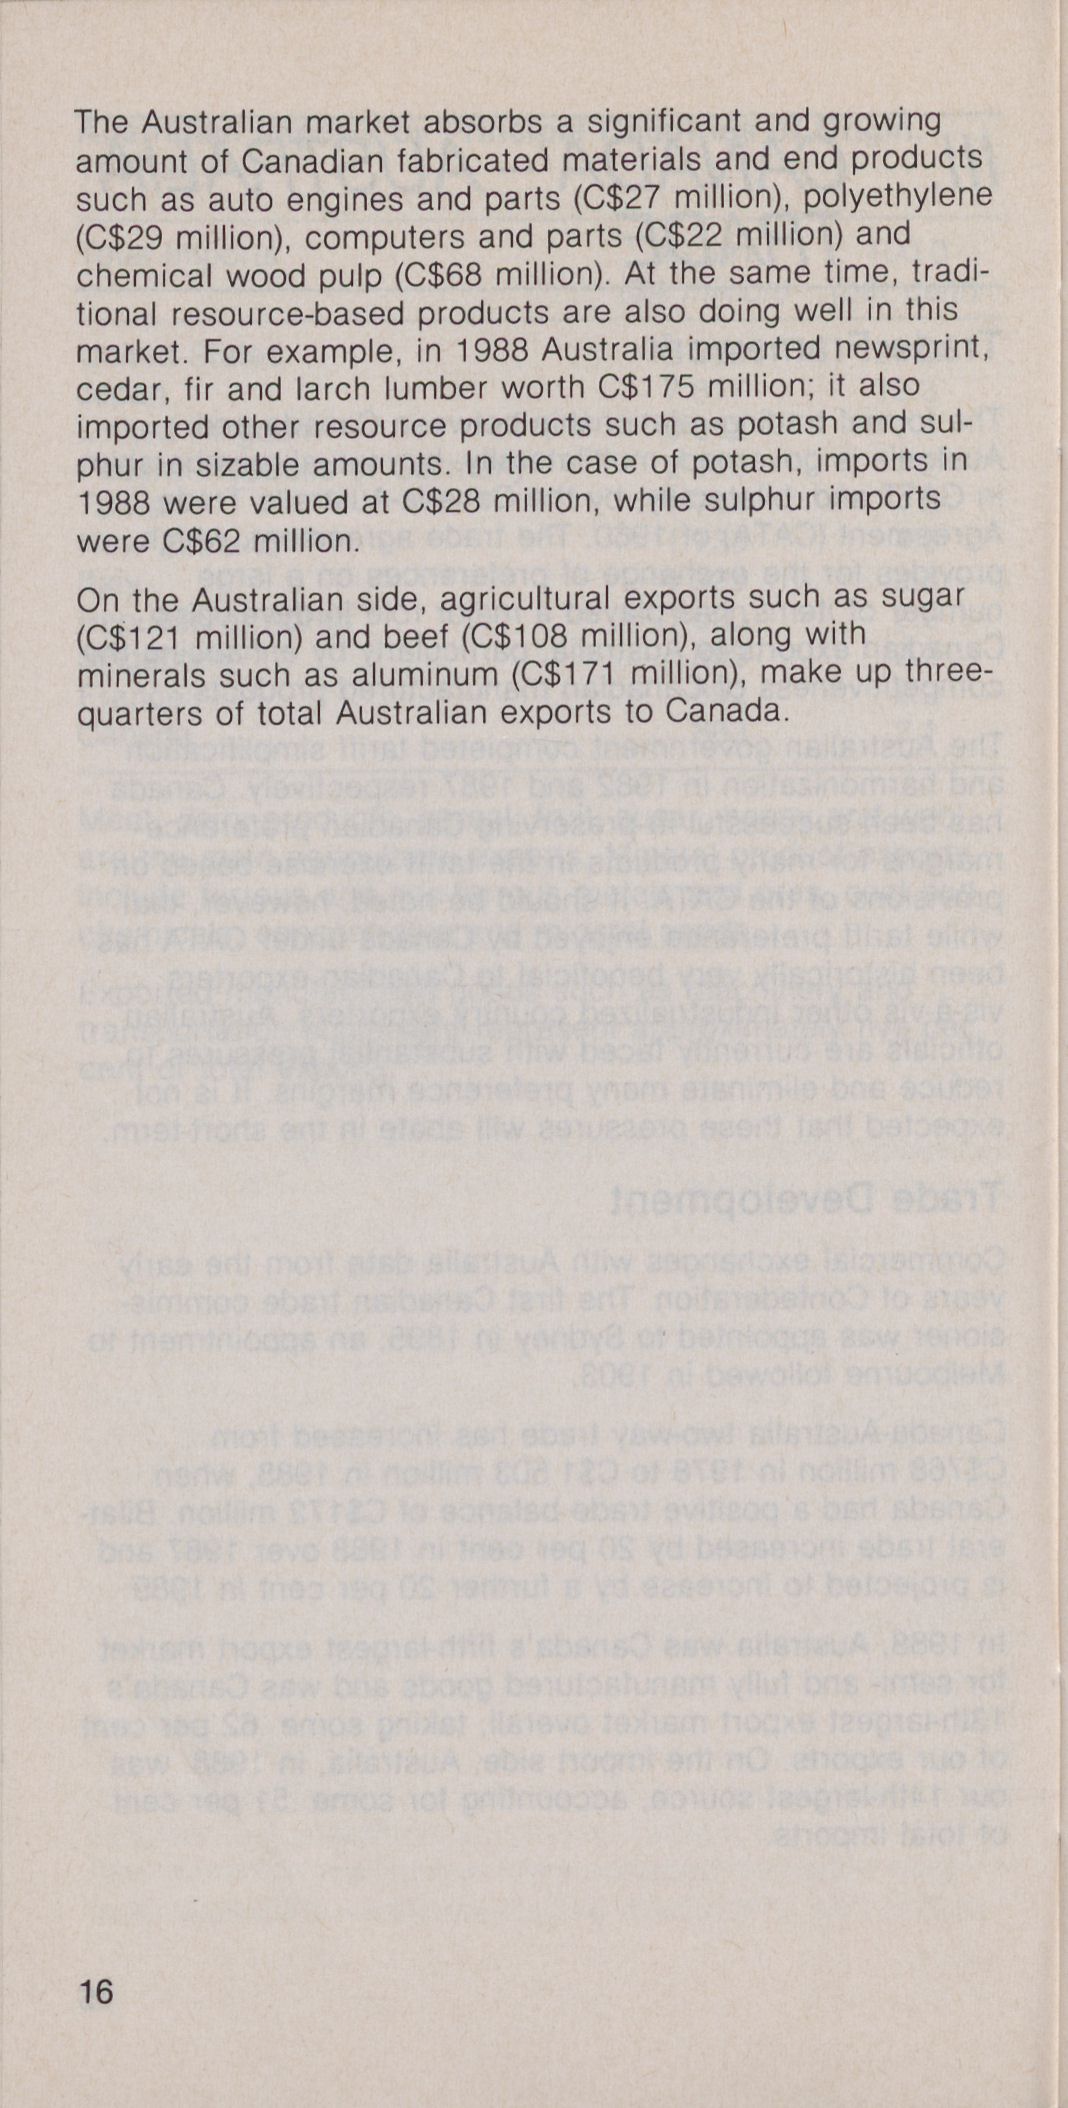 The Australian market absorbs a significant and growing
amount of Canadian fabricated materials and end products
such as auto engines and parts (C$27 million), polyethylene
(C$29 million), computers and parts (C$22 million) and
chemical wood pulp (C$68 million). At the same time, tradi-
tional resource-based products are also doing well in this
market. For example, in 1988 Australia imported newsprint,
cedar, fir and larch lumber worth C$175 million; it also
imported other resource products such as potash and sul-
phur in sizable amounts. In the case of potash, imports in
1988 were valued at C$28 million, while sulphur imports
were C$62 million.
On the Australian side, agricultural exports such as sugar
(C$121 million) and beef (C$108 million), along with
minerals such as aluminum (C$171 million), make up three-
quarters of total Australian exports to Canada.
16